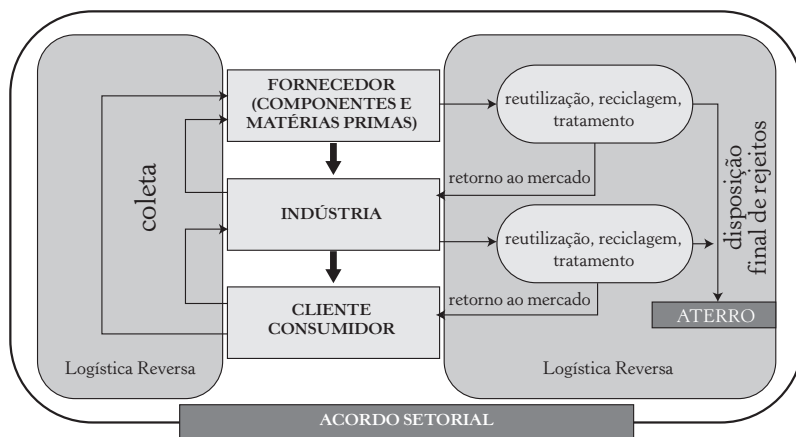 FORNECEDOR
(COMPONENTES E
MATÉRIAS PRIMAS)
reutilização, reciclagem,
tratamento
retorno ao mercado
coleta
INDÚSTRIA
reutilização, reciclagem,
tratamento
disposição
final de rejeitos
retorno ao mercado
CLIENTE
CONSUMIDOR
ATERRO
Logística Reversa
Logística Reversa
ACORDO SETORIAL